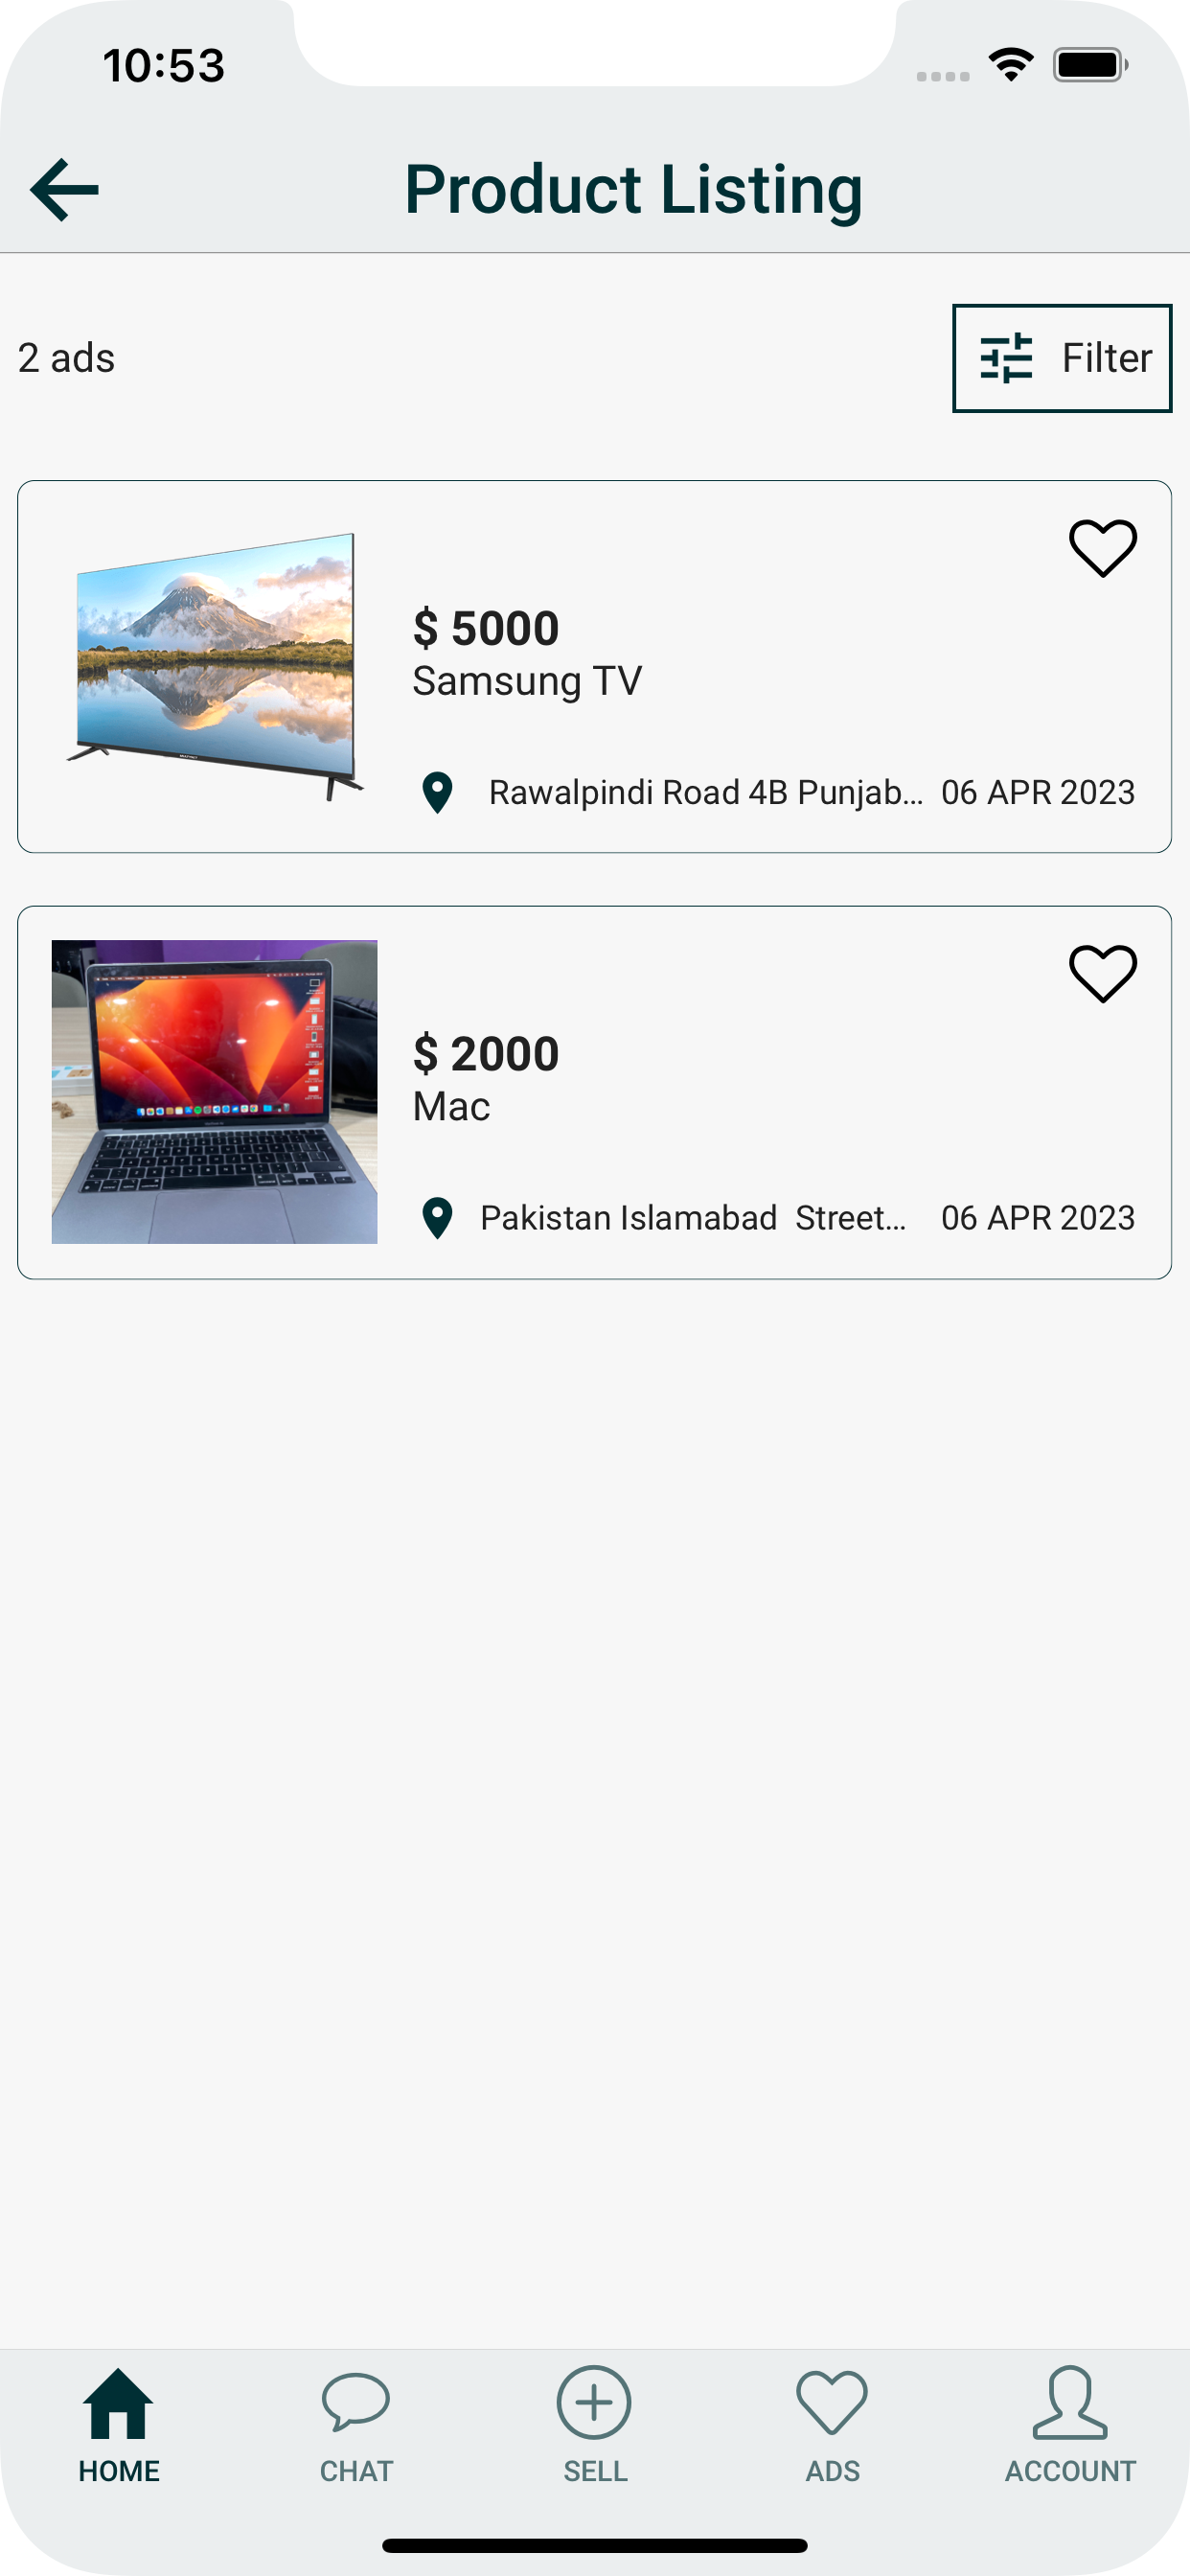 10:53
Product Listing
2 ads
Filter
$ 5000
Samsung TV
Rawalpindi Road 4B Punjab... 06 APR 2023
$ 2000
Mac
Pakistan Islamabad Street... 06 APR 2023
HOME CHAT SELL ADS ACCOUNT